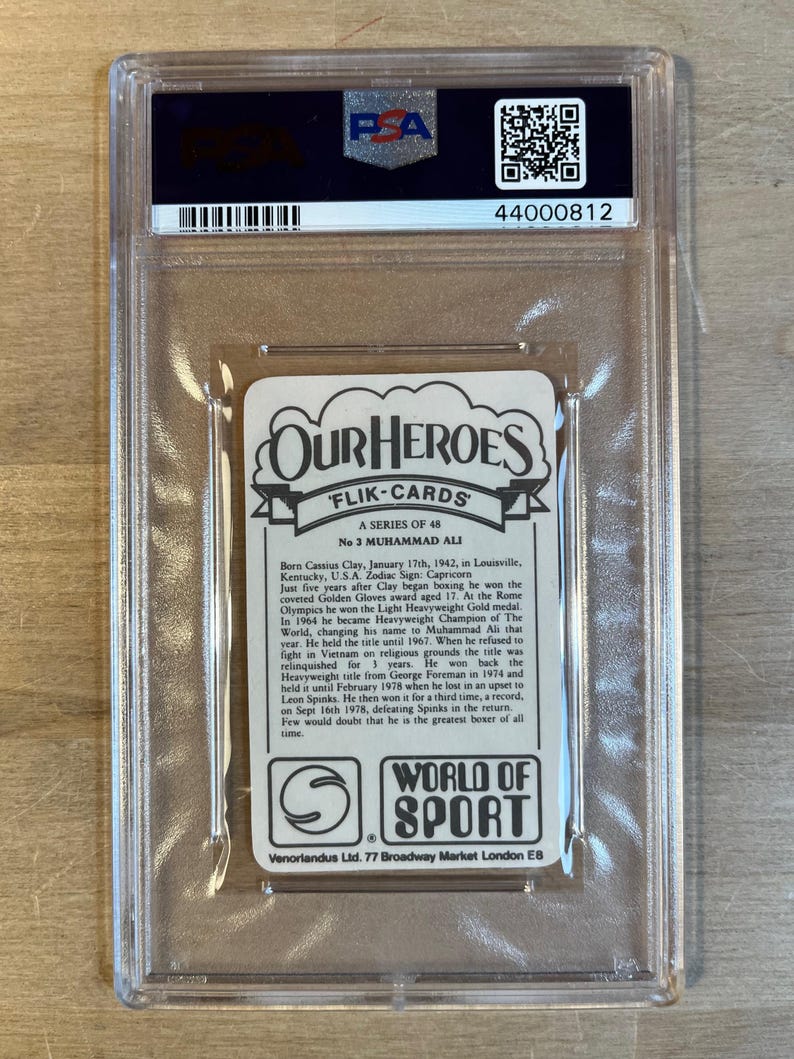 PSA
PSA
44000812
OUR HEROES
'FLIK-CARDS'
A SERIES OF 48
No 3 MUHAMMAD ALI
Born Cassius Clay, January 17th, 1942, in Louisville,
Kentucky, U.S.A. Zodiac Sign: Capricorn
Just five years after Clay began boxing he won the
coveted Golden Gloves award aged 17. At the Rome
Olympics he won the Light Heavyweight Gold medal.
In 1964 he became Heavyweight Champion of The
World, changing his name to Muhammad Ali that
year. He held the title until 1967. When he refused to
fight in Vietnam on religious grounds the title was
relinquished for 3 years. He won back the
Heavyweight title from George Foreman in 1974 and
held it until February 1978 when he lost in an upset to
Leon Spinks. He then won it for a third time, a record,
on Sept 16th 1978, defeating Spinks in the return.
Few would doubt that he is the greatest boxer of all
time.
®
WORLD OF
SPORT
Venorlandus Ltd. 77 Broadway Market London E8